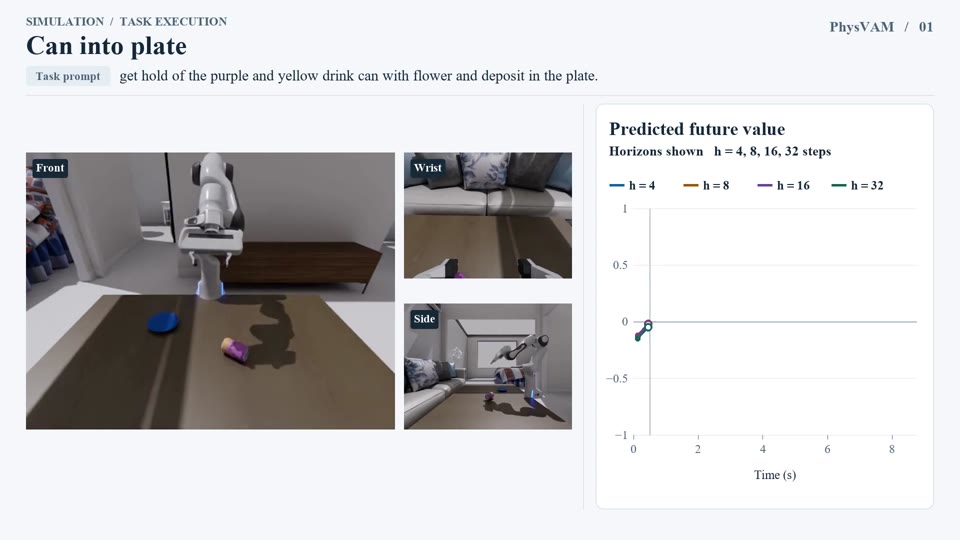 SIMULATION / TASK EXECUTION
PhysVAM / 01
Can into plate
Task prompt get hold of the purple and yellow drink can with flower and deposit in the plate.
Front
Wrist
Side
Predicted future value
Horizons shown h = 4, 8, 16, 32 steps
h = 4 h = 8 h = 16 h = 32
1
0.5
0
−0.5
−1
0 2 4 6 8
Time (s)